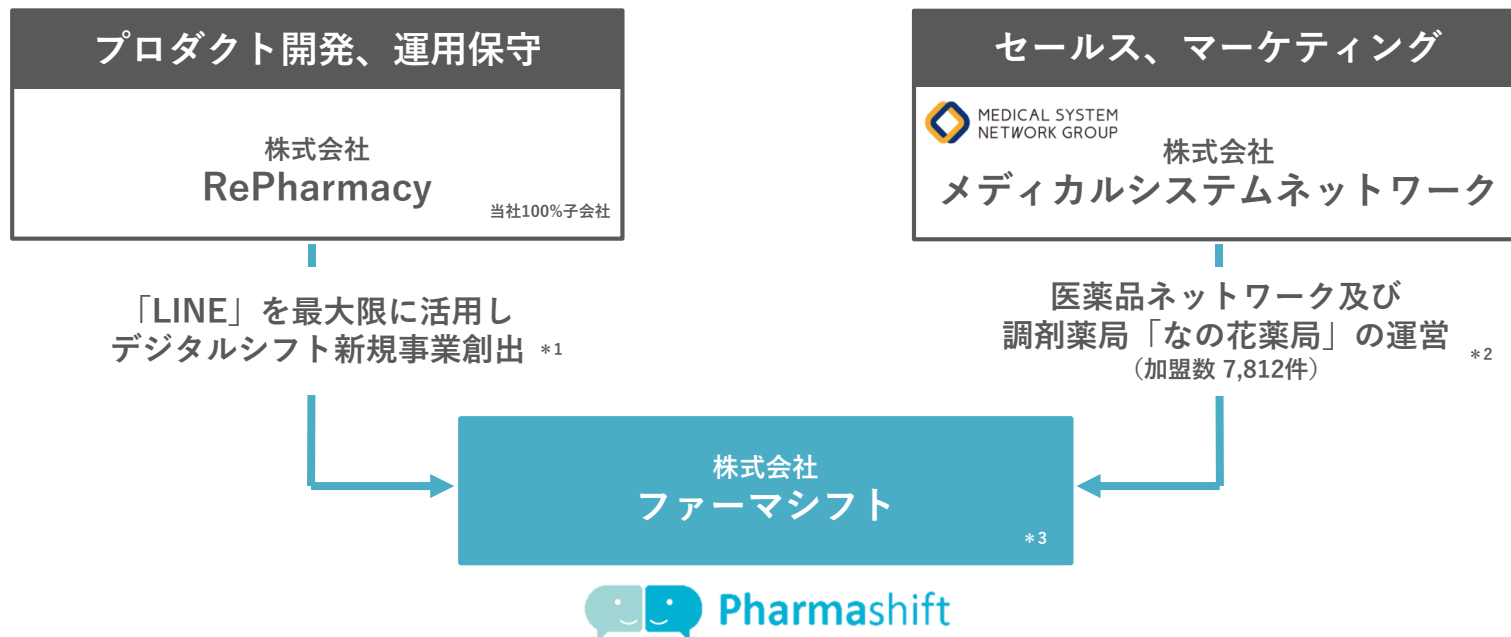 プロダクト開発、運用保守
株式会社
RePharmacy
当社100%子会社
「LINE」を最大限に活用し
デジタルシフト新規事業創出 *1
セールス、マーケティング
MEDICAL SYSTEM
NETWORK GROUP
株式会社
メディカルシステムネットワーク
医薬品ネットワーク及び
調剤薬局「なの花薬局」の運営
(加盟数 7,812件)
*2
株式会社
ファーマシフト
*3
Pharmashift